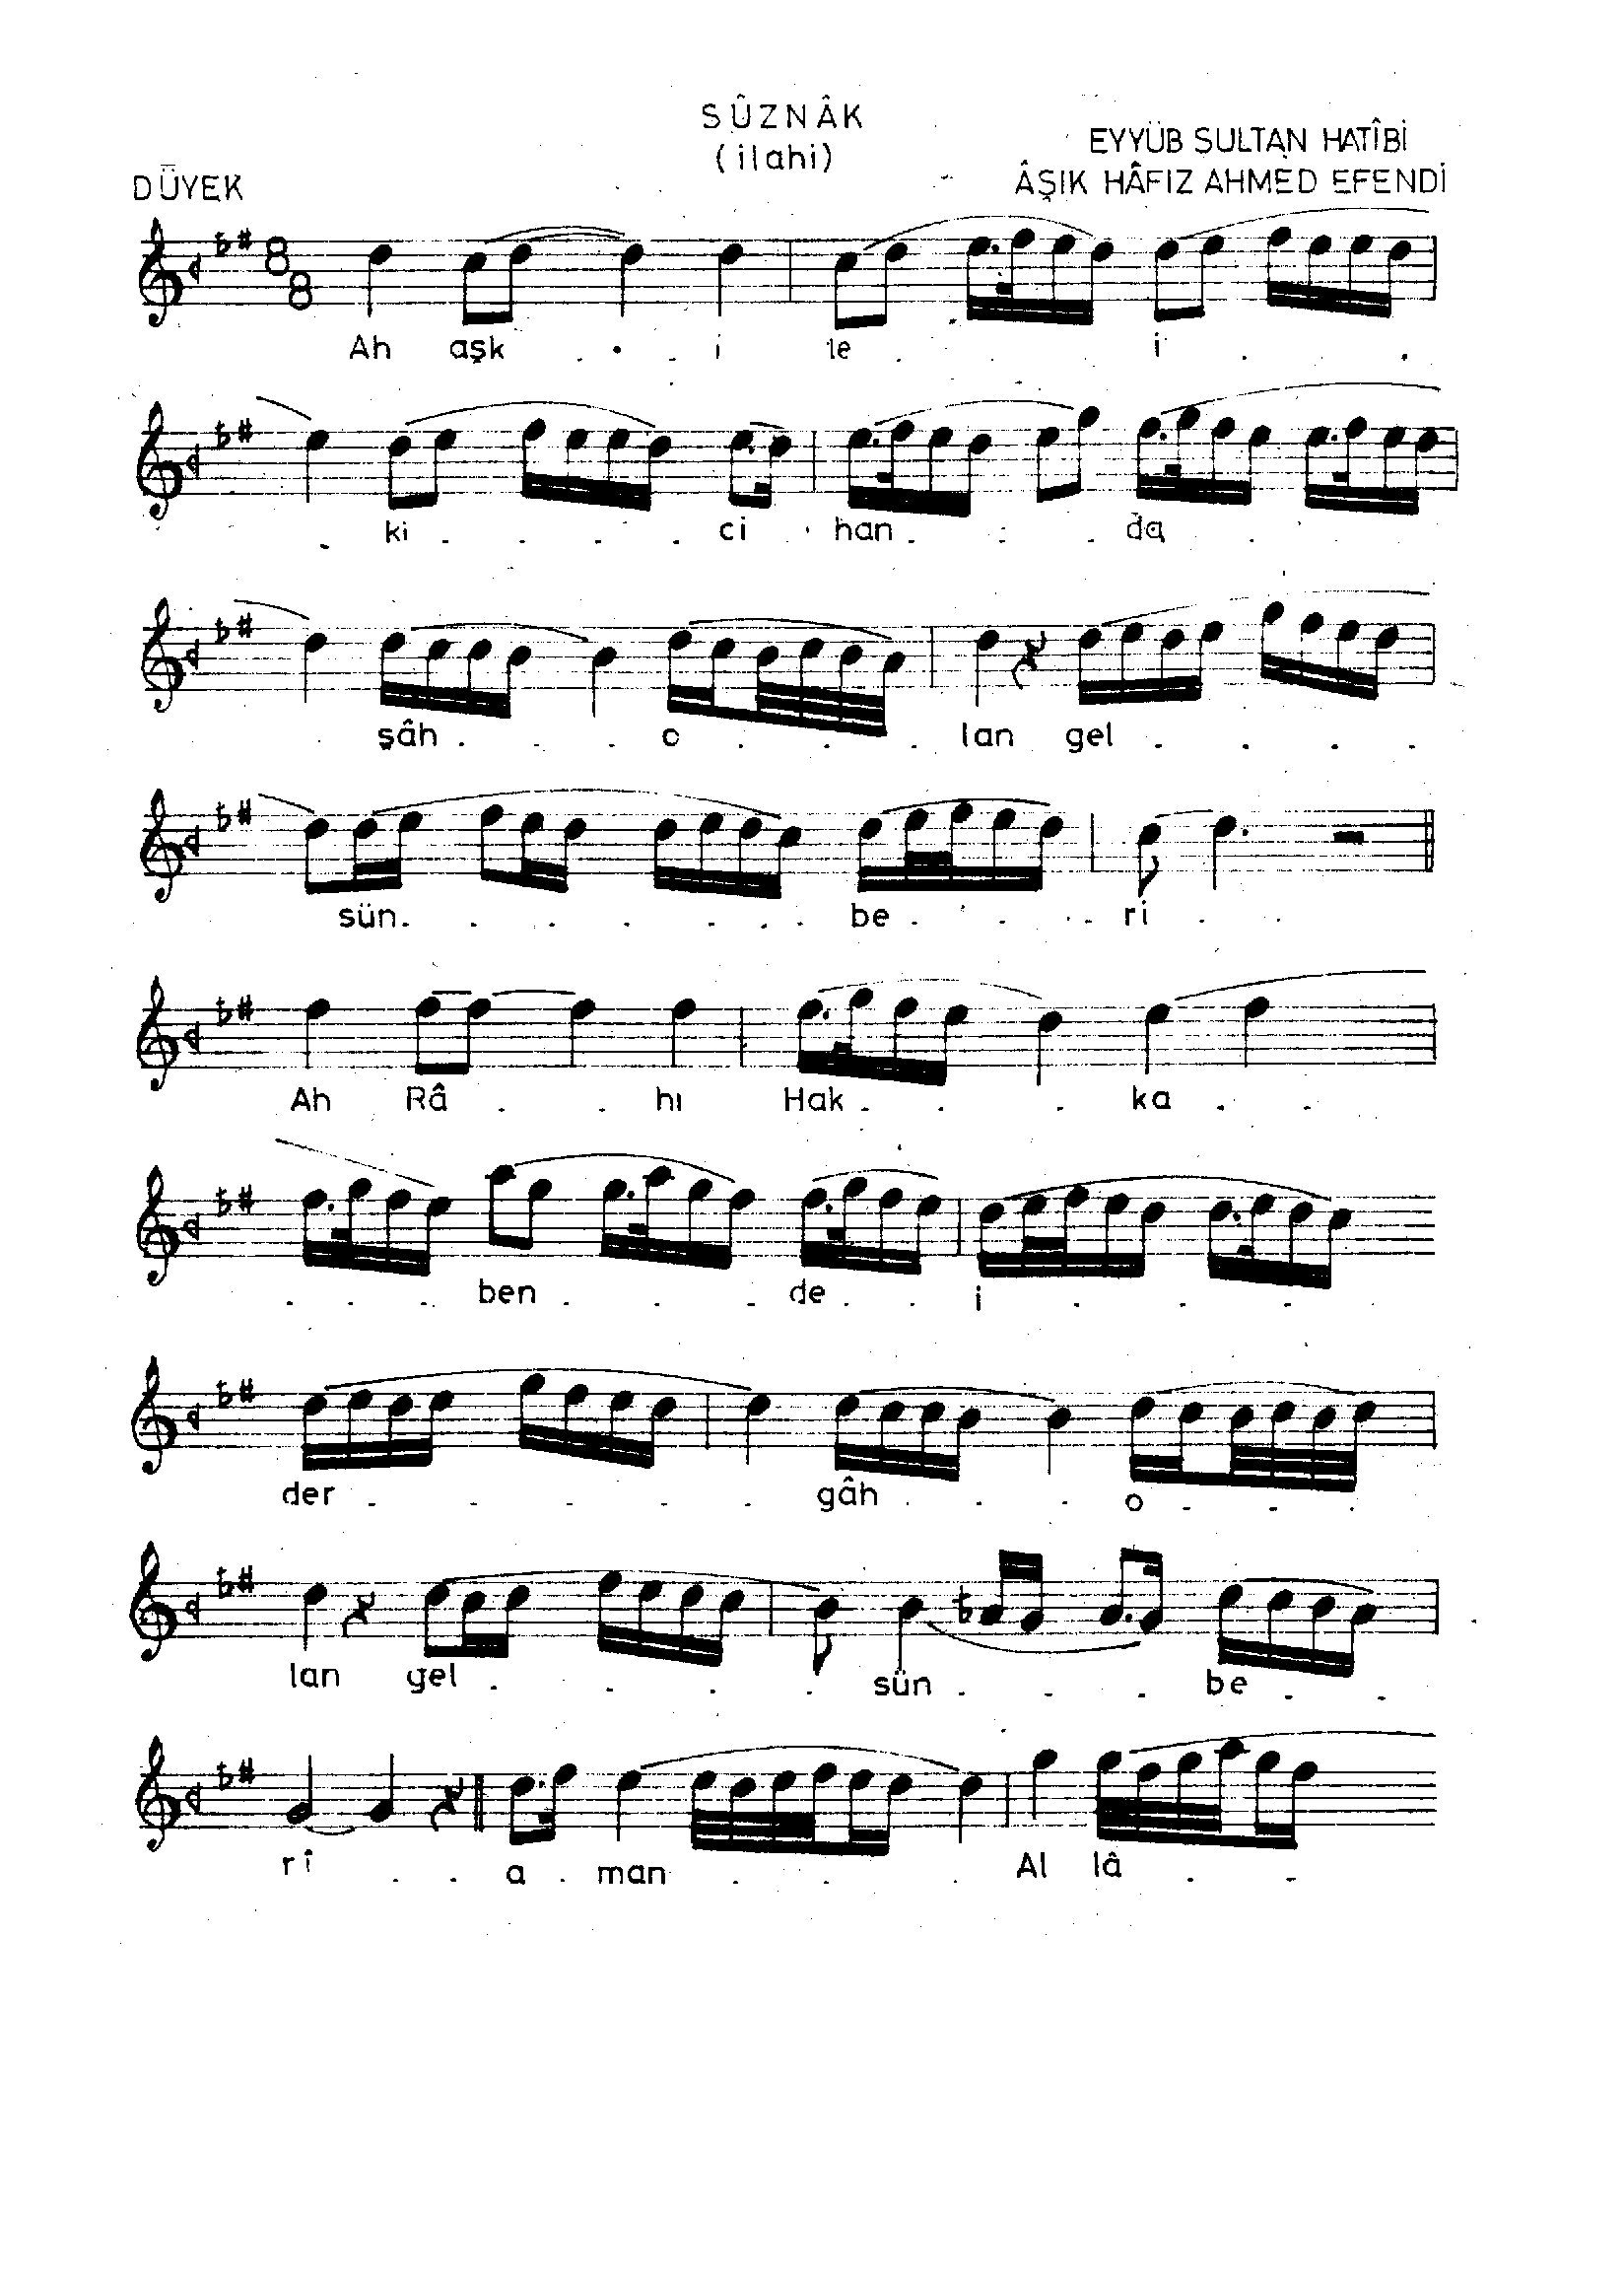 SÛZNÂK
(ilahi)
EYYÜB SULTAN HATÎBİ
DÜYEK
ÂŞIK HÂFIZ AHMED EFENDİ
8 8
Ah aşk . . . i le . . . i . .
. ki . . . . ci . han . . . da . . .
. şâh . . . o . . . lan gel . . . .
sün . . . . . . be . . . . ri . .
Ah Râ . . hı Hak . . . ka . .
. . . ben . . . de . . i . . . .
der . . . . . gâh . . . o . . .
lan gel . . . . sün . . . be . .
rî . . a . man . . . Al lâ . .